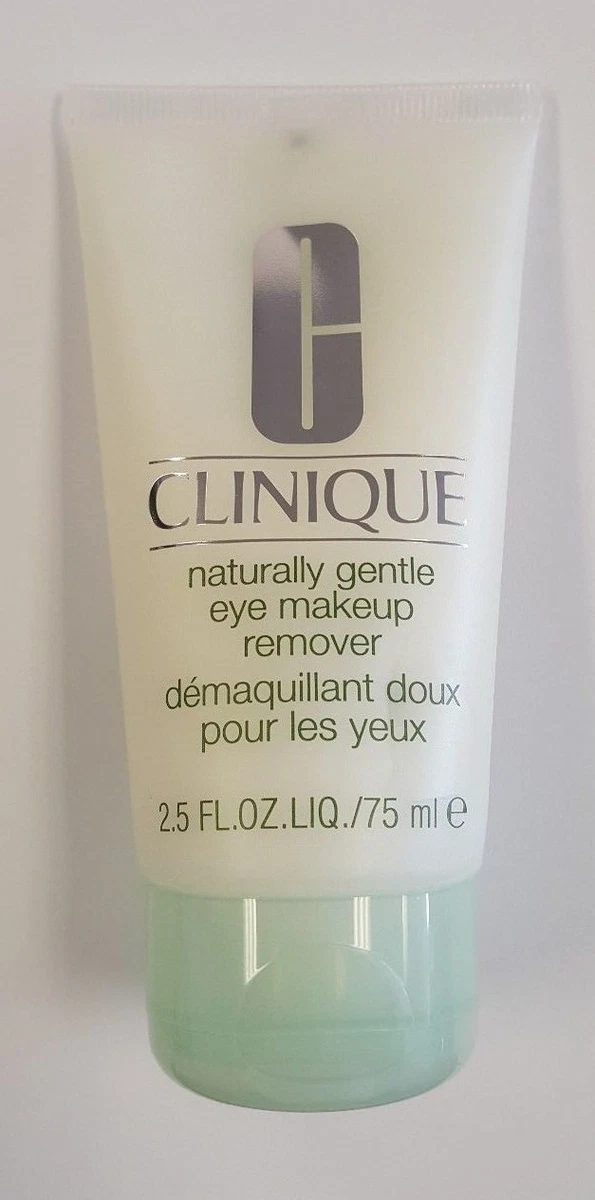 C
CLINIQUE
naturally gentle
eye makeup
remover
démaquillant doux
pour les yeux
2.5 FL.OZ.LIQ./75 ml ℮